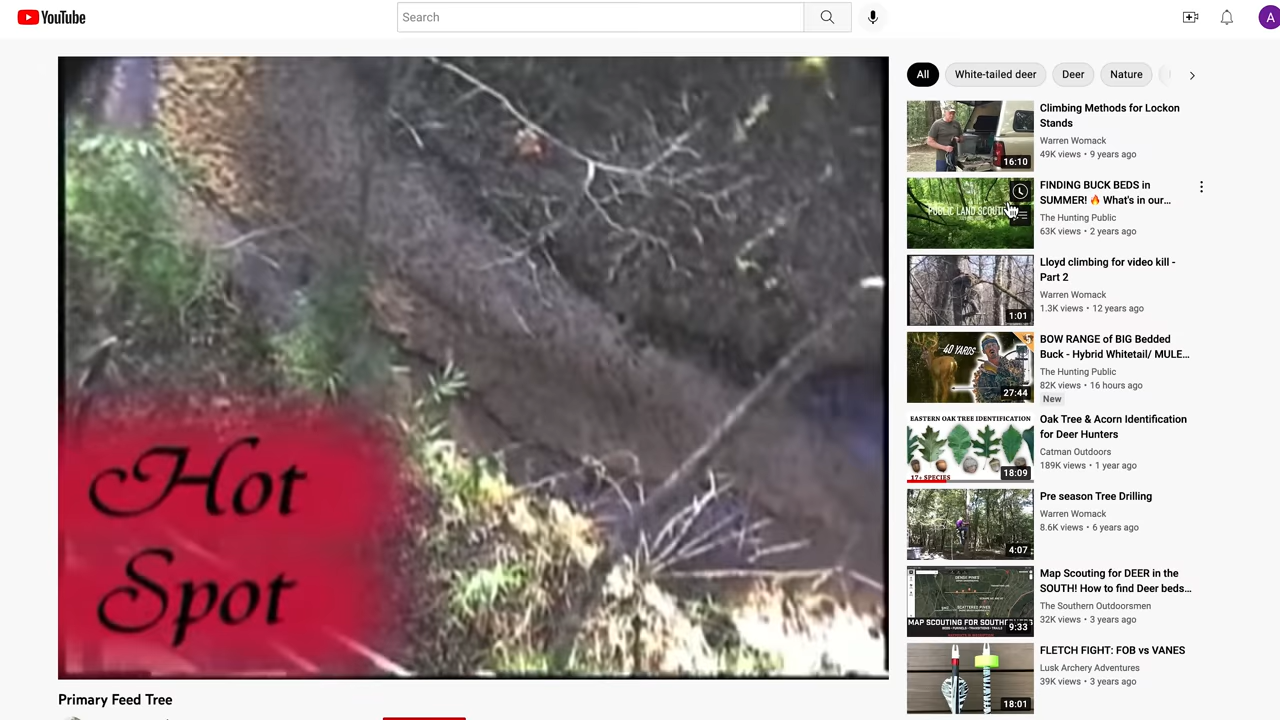 YouTube
Search
A
All
White-tailed deer
Deer
Nature
Hot
Spot
Primary Feed Tree
16:10
Climbing Methods for Lockon
Stands
Warren Womack
49K views • 9 years ago
PUBLIC LAND SCOUTI
FINDING BUCK BEDS in
SUMMER! 🔥 What's in our...
The Hunting Public
63K views • 2 years ago
1:01
Lloyd climbing for video kill -
Part 2
Warren Womack
1.3K views • 12 years ago
40 YARDS
27:44
BOW RANGE of BIG Bedded
Buck - Hybrid Whitetail/ MULE...
The Hunting Public
82K views • 16 hours ago
New
EASTERN OAK TREE IDENTIFICATION
17+ SPECIES
18:09
Oak Tree & Acorn Identification
for Deer Hunters
Catman Outdoors
189K views • 1 year ago
4:07
Pre season Tree Drilling
Warren Womack
8.6K views • 6 years ago
DENSE PINES
SCATTERED PINES
MAP SCOUTING FOR SOUTH
9:33
Map Scouting for DEER in the
SOUTH! How to find Deer beds...
The Southern Outdoorsmen
32K views • 3 years ago
18:01
FLETCH FIGHT: FOB vs VANES
Lusk Archery Adventures
39K views • 3 years ago